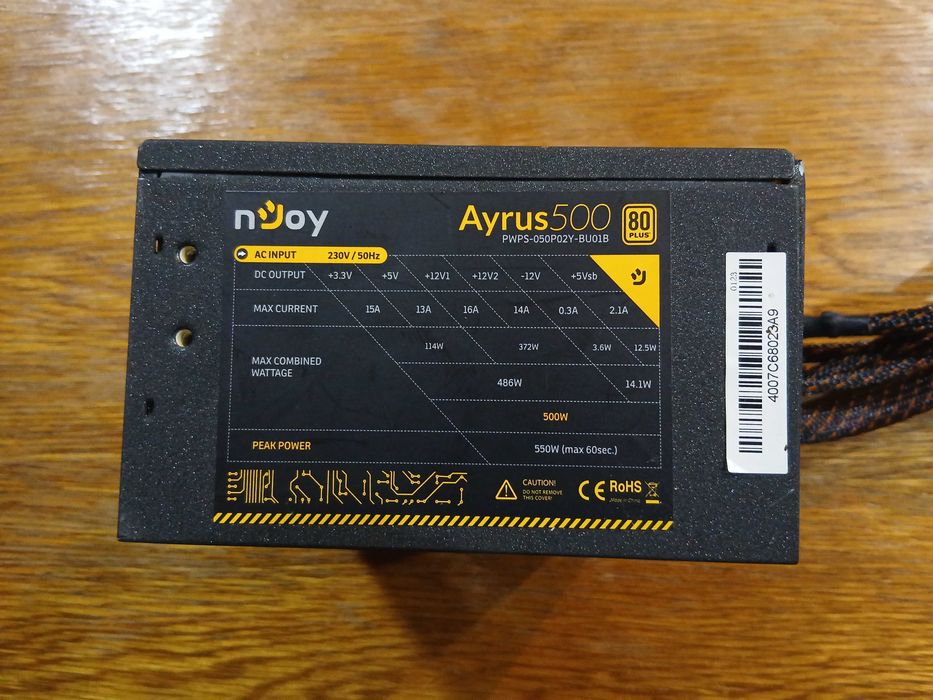 nJoy
Ayrus500
80
PLUS
PWPS-050P02Y-BU01B
AC INPUT 230V / 50Hz
DC OUTPUT +3.3V +5V +12V1 +12V2 -12V +5Vsb
MAX CURRENT 15A 13A 16A 14A 0.3A 2.1A
MAX COMBINED
WATTAGE
114W 372W 3.6W 12.5W
486W 14.1W
500W
PEAK POWER 550W (max 60sec.)
CAUTION!
DO NOT REMOVE
THIS COVER!
CE RoHS
Made in China
0123
4007C68023A9